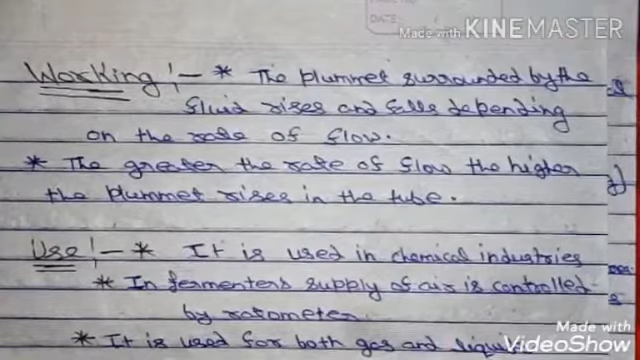 DATE:
Made with KINEMASTER
Working :- * The plummet surrounded by the
fluid rises and falls depending
on the rate of flow.
* The greater the rate of flow the higher
the plummet rises in the tube.
Use :- * It is used in chemical industries
* In fermenters supply of air is controlled
by rotameter.
* It is used for both gas and liquid
Made with
VideoShow